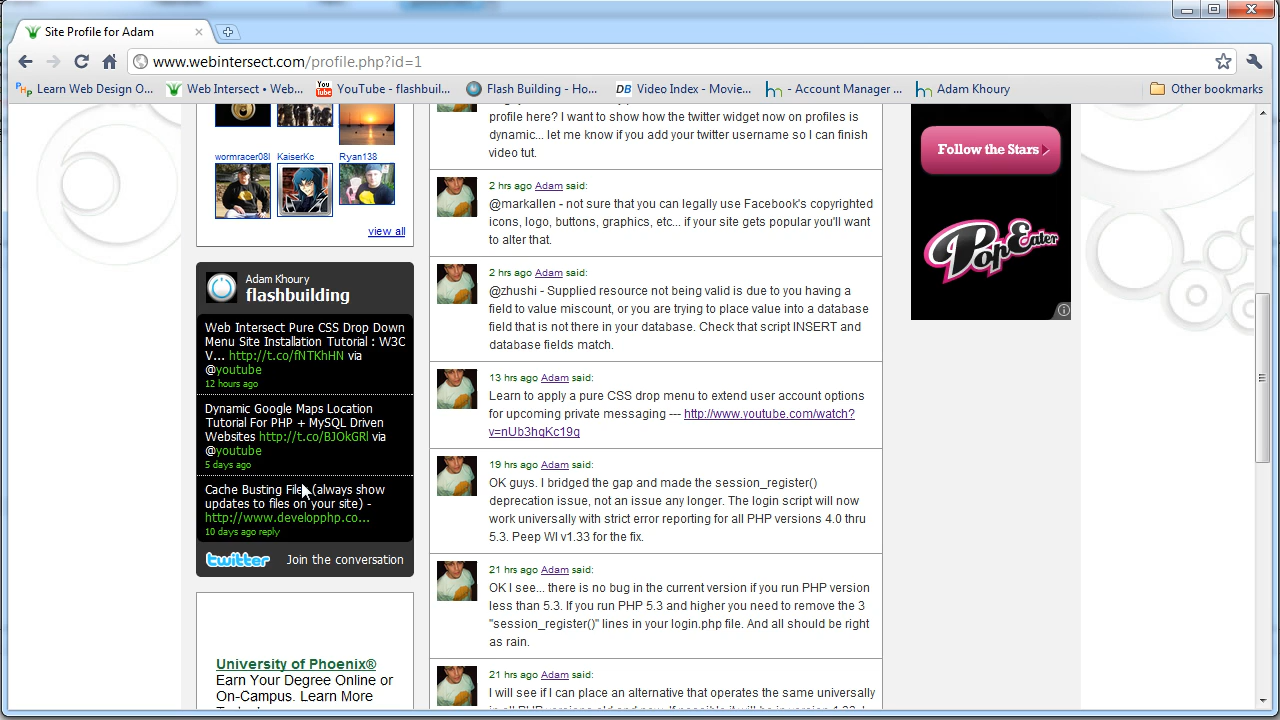 Site Profile for Adam
www.webintersect.com/profile.php?id=1
Learn Web Design O...
Web Intersect • Web...
YouTube - flashbuil...
Flash Building - Ho...
Video Index - Movie...
- Account Manager ...
Adam Khoury
Other bookmarks
wormracer08l
KaiserKc
Ryan138
view all
Adam Khoury
flashbuilding
Web Intersect Pure CSS Drop Down
Menu Site Installation Tutorial : W3C
V... http://t.co/fNTKhHN via
@youtube
12 hours ago
Dynamic Google Maps Location
Tutorial For PHP + MySQL Driven
Websites http://t.co/BJOkGRl via
@youtube
5 days ago
Cache Busting Files (always show
updates to files on your site) -
http://www.developphp.co...
10 days ago reply
twitter
Join the conversation
University of Phoenix®
Earn Your Degree Online or
On-Campus. Learn More
profile here? I want to show how the twitter widget now on profiles is
dynamic... let me know if you add your twitter username so I can finish
video tut.
2 hrs ago Adam said:
@markallen - not sure that you can legally use Facebook's copyrighted
icons, logo, buttons, graphics, etc... if your site gets popular you'll want
to alter that.
2 hrs ago Adam said:
@zhushi - Supplied resource not being valid is due to you having a
field to value miscount, or you are trying to place value into a database
field that is not there in your database. Check that script INSERT and
database fields match.
13 hrs ago Adam said:
Learn to apply a pure CSS drop menu to extend user account options
for upcoming private messaging --- http://www.youtube.com/watch?
v=nUb3hqKc19g
19 hrs ago Adam said:
OK guys. I bridged the gap and made the session_register()
deprecation issue, not an issue any longer. The login script will now
work universally with strict error reporting for all PHP versions 4.0 thru
5.3. Peep WI v1.33 for the fix.
21 hrs ago Adam said:
OK I see... there is no bug in the current version if you run PHP version
less than 5.3. If you run PHP 5.3 and higher you need to remove the 3
"session_register()" lines in your login.php file. And all should be right
as rain.
21 hrs ago Adam said:
I will see if I can place an alternative that operates the same universally
Follow the Stars
PopEater